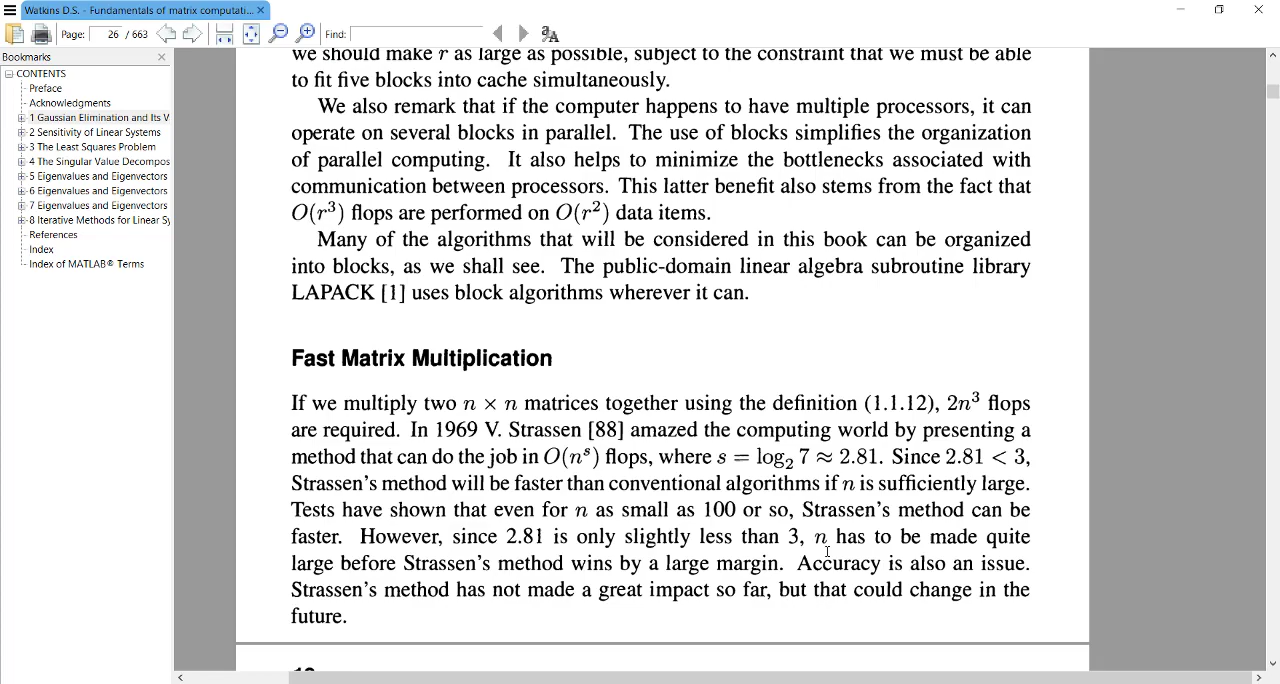 Watkins D.S. - Fundamentals of matrix computati...
Page: 26 / 663 Find:
Bookmarks
CONTENTS
Preface
Acknowledgments
1 Gaussian Elimination and Its V
2 Sensitivity of Linear Systems
3 The Least Squares Problem
4 The Singular Value Decompos
5 Eigenvalues and Eigenvectors
6 Eigenvalues and Eigenvectors
7 Eigenvalues and Eigenvectors
8 Iterative Methods for Linear Sy
References
Index
Index of MATLAB® Terms
we should make r as large as possible, subject to the constraint that we must be able
to fit five blocks into cache simultaneously.
We also remark that if the computer happens to have multiple processors, it can
operate on several blocks in parallel. The use of blocks simplifies the organization
of parallel computing. It also helps to minimize the bottlenecks associated with
communication between processors. This latter benefit also stems from the fact that
O(r³) flops are performed on O(r²) data items.
Many of the algorithms that will be considered in this book can be organized
into blocks, as we shall see. The public-domain linear algebra subroutine library
LAPACK [1] uses block algorithms wherever it can.
Fast Matrix Multiplication
If we multiply two n × n matrices together using the definition (1.1.12), 2n³ flops
are required. In 1969 V. Strassen [88] amazed the computing world by presenting a
method that can do the job in O(nˢ) flops, where s = log₂ 7 ≈ 2.81. Since 2.81 < 3,
Strassen's method will be faster than conventional algorithms if n is sufficiently large.
Tests have shown that even for n as small as 100 or so, Strassen's method can be
faster. However, since 2.81 is only slightly less than 3, n has to be made quite
large before Strassen's method wins by a large margin. Accuracy is also an issue.
Strassen's method has not made a great impact so far, but that could change in the
future.